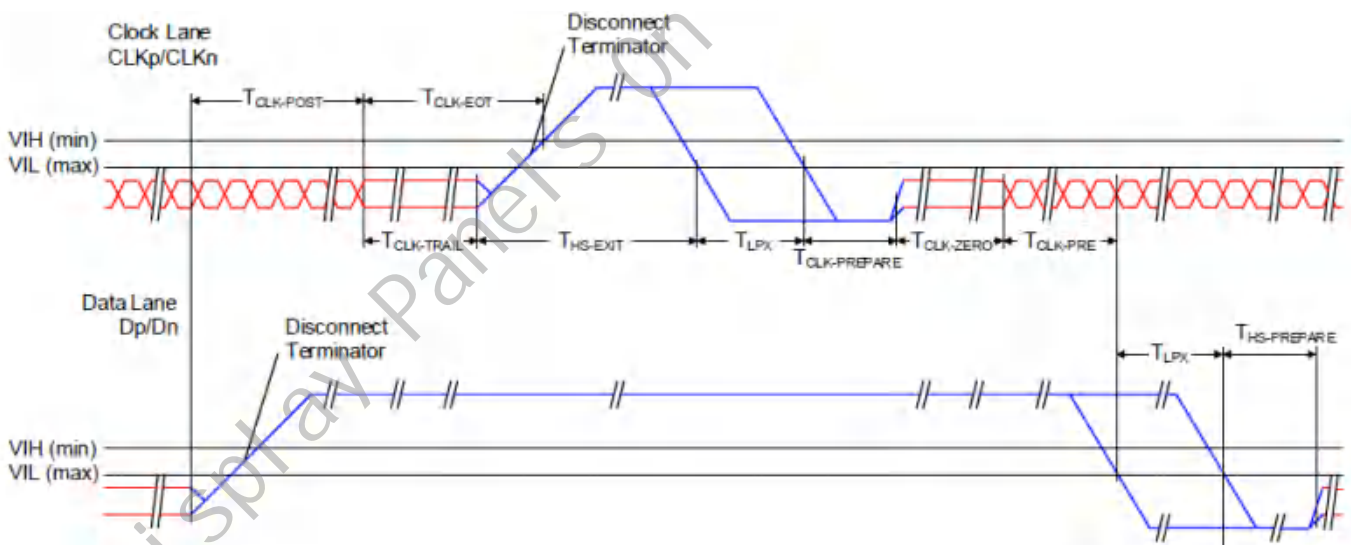 Clock Lane
CLKp/CLKn
Disconnect
Terminator
TCLK-POST
TCLK-EOT
VIH (min)
VIL (max)
TCLK-TRAIL
THS-EXIT
TLPX
TCLK-PREPARE
TCLK-ZERO
TCLK-PRE
Data Lane
Dp/Dn
Disconnect
Terminator
TLPX
THS-PREPARE
VIH (min)
VIL (max)
isplay Panel's on